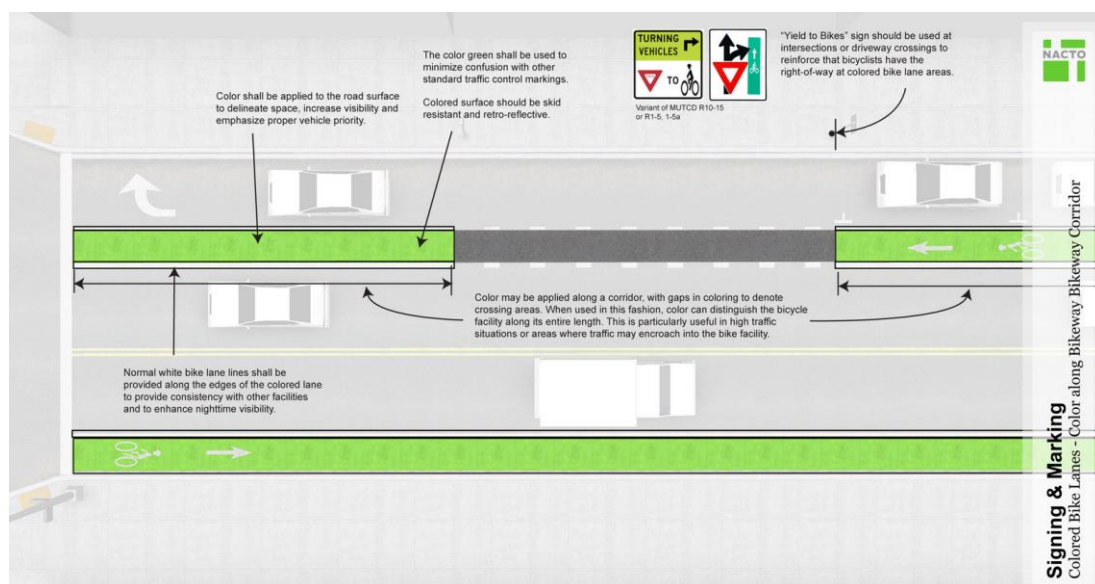 TURNING
VEHICLES
TO
Variant of MUTCD R10-15
or R1-5, 1-5a
"Yield to Bikes" sign should be used at
intersections or driveway crossings to
reinforce that bicyclists have the
right-of-way at colored bike lane areas.
NACTO
The color green shall be used to
minimize confusion with other
standard traffic control markings.
Colored surface should be skid
resistant and retro-reflective.
Color shall be applied to the road surface
to delineate space, increase visibility and
emphasize proper vehicle priority.
Color may be applied along a corridor, with gaps in coloring to denote
crossing areas. When used in this fashion, color can distinguish the bicycle
facility along its entire length. This is particularly useful in high traffic
situations or areas where traffic may encroach into the bike facility.
Normal white bike lane lines shall be
provided along the edges of the colored lane
to provide consistency with other facilities
and to enhance nighttime visibility.
Signing & Marking
Colored Bike Lanes - Color along Bikeway Bikeway Corridor